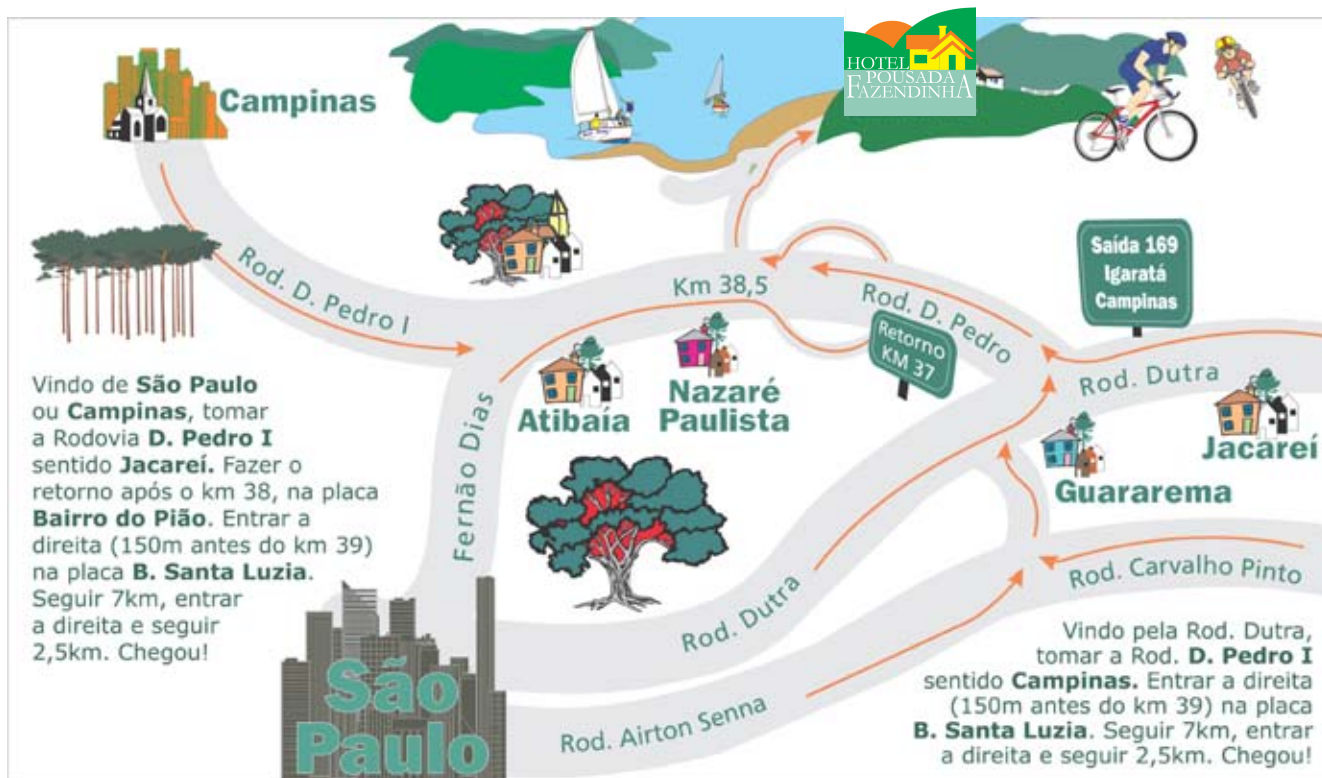 HOTEL
POUSADA
FAZENDINHA
Campinas
Saída 169
Igaratá
Campinas
Rod. D. Pedro I
Km 38,5
Rod. D. Pedro
Retorno
KM 37
Rod. Dutra
Atibaía
Nazaré
Paulista
Jacareí
Guararema
Fernão Dias
Vindo de São Paulo
ou Campinas, tomar
a Rodovia D. Pedro I
sentido Jacareí. Fazer o
retorno após o km 38, na placa
Bairro do Pião. Entrar a
direita (150m antes do km 39)
na placa B. Santa Luzia.
Seguir 7km, entrar
a direita e seguir
2,5km. Chegou!
São
Paulo
Rod. Dutra
Rod. Airton Senna
Rod. Carvalho Pinto
Vindo pela Rod. Dutra,
tomar a Rod. D. Pedro I
sentido Campinas. Entrar a direita
(150m antes do km 39) na placa
B. Santa Luzia. Seguir 7km, entrar
a direita e seguir 2,5km. Chegou!